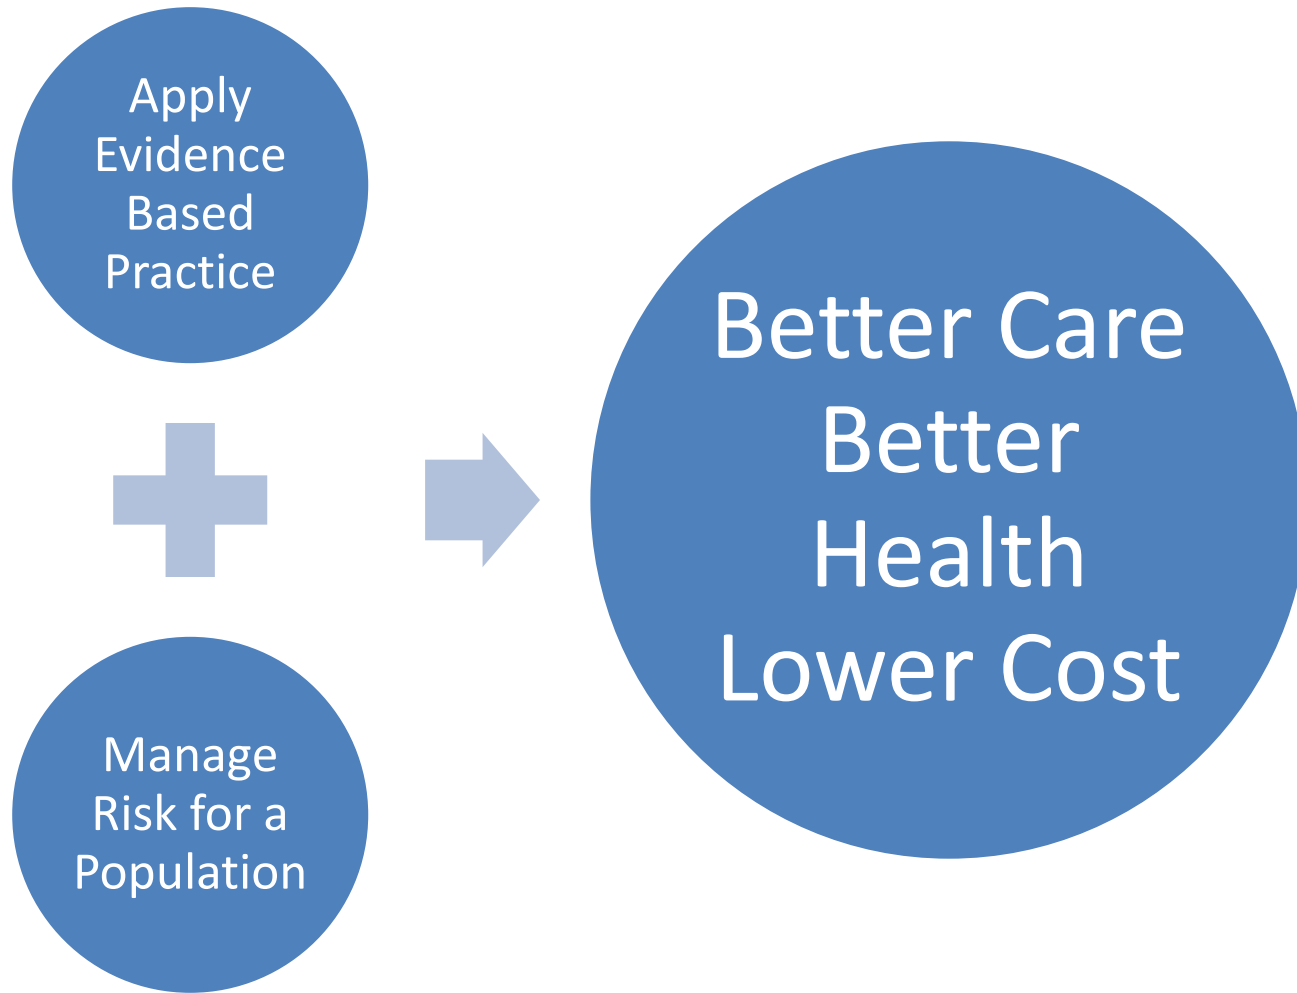 Apply
Evidence
Based
Practice
Manage
Risk for a
Population
Better Care
Better
Health
Lower Cost